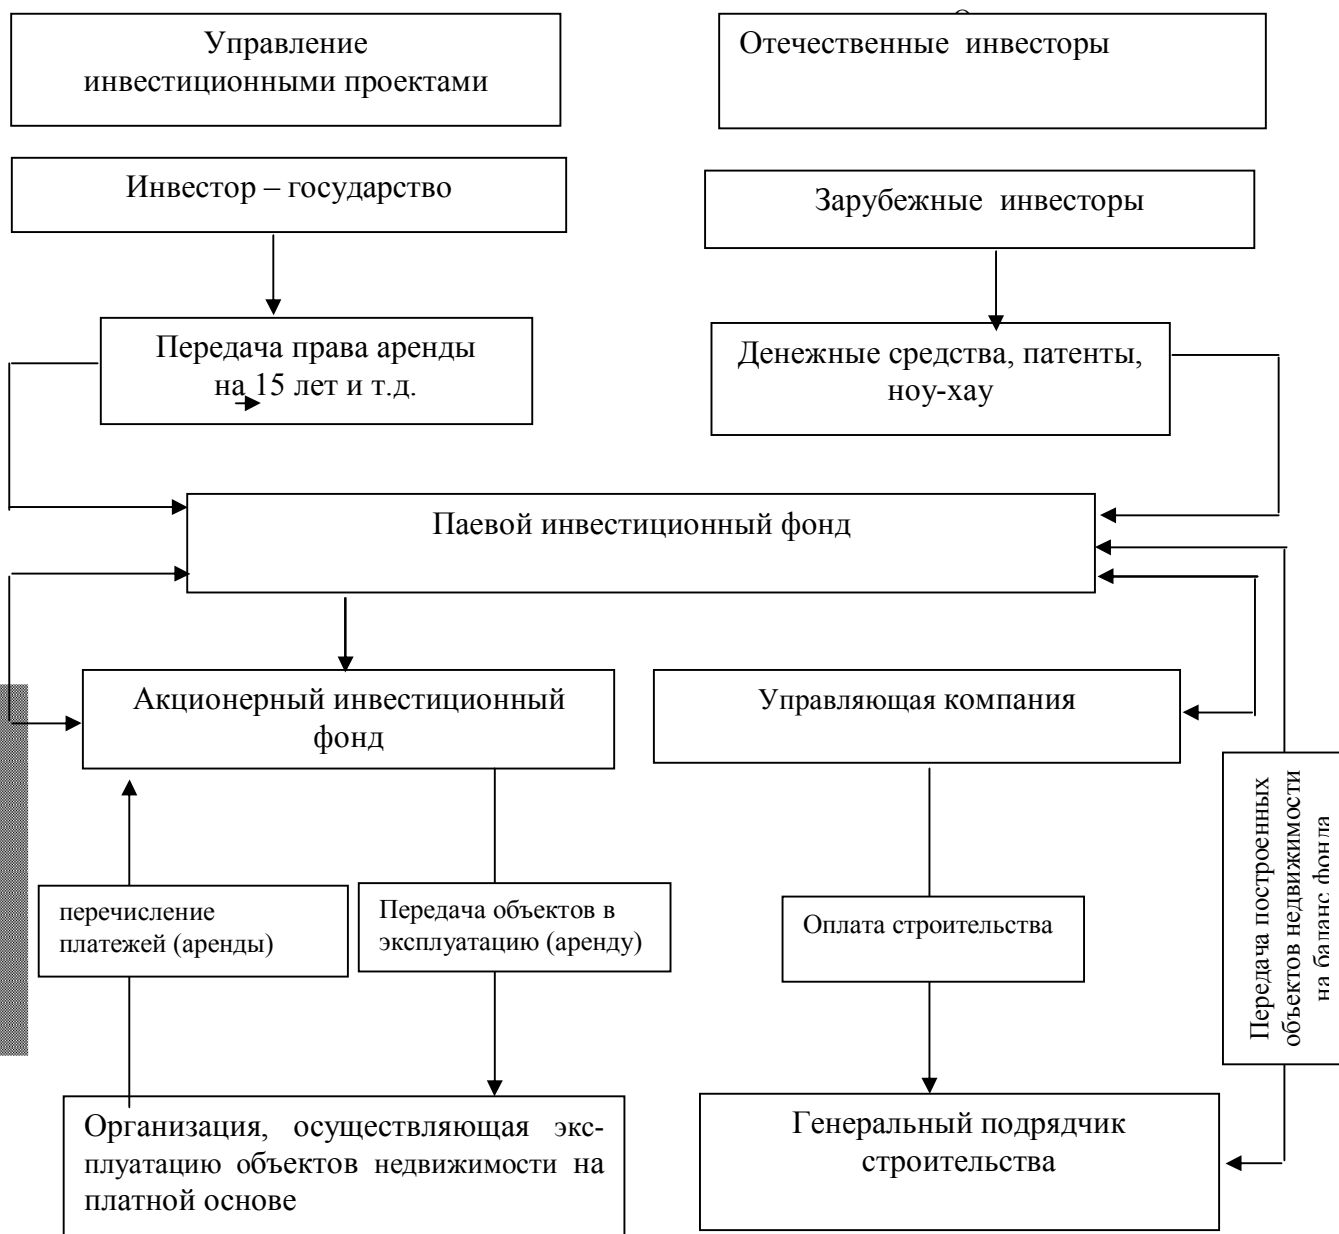 Управление
инвестиционными проектами
Отечественные инвесторы
Инвестор – государство
Зарубежные инвесторы
Передача права аренды
на 15 лет и т.д.
Денежные средства, патенты,
ноу-хау
Паевой инвестиционный фонд
Акционерный инвестиционный
фонд
Управляющая компания
перечисление
платежей (аренды)
Передача объектов в
эксплуатацию (аренду)
Оплата строительства
Передача построенных
объектов недвижимости
на баланс фонда
Организация, осуществляющая экс-
плуатацию объектов недвижимости на
платной основе
Генеральный подрядчик
строительства